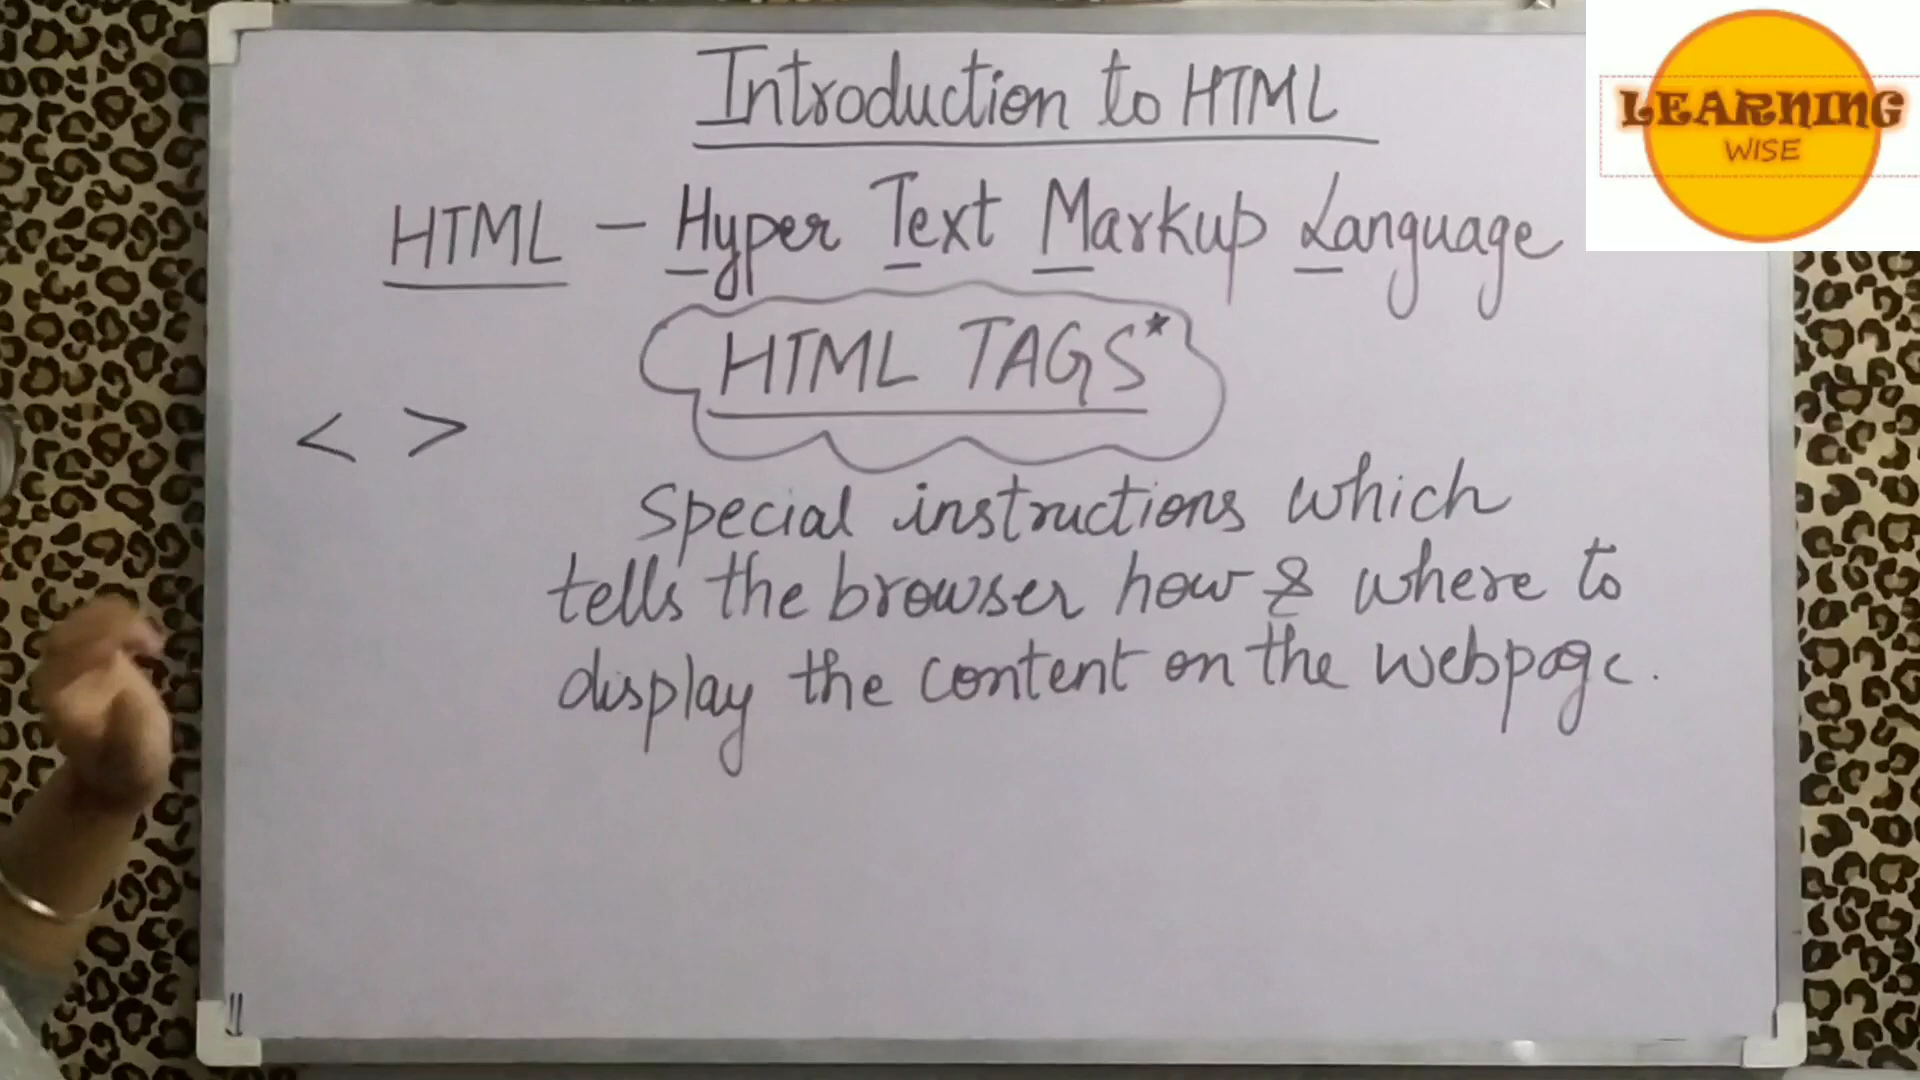 Introduction to HTML
LEARNING
WISE
HTML - Hyper Text Markup Language
HTML TAGS*
< >
Special instructions which
tells the browser how & where to
display the content on the webpage.